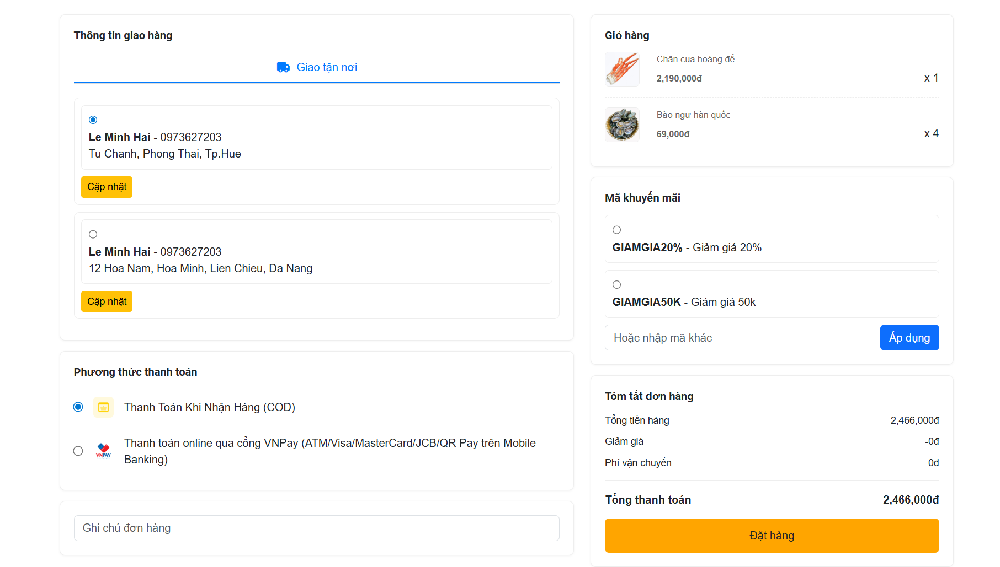 Thông tin giao hàng
Giao tận nơi
Le Minh Hai - 0973627203
Tu Chanh, Phong Thai, Tp.Hue
Cập nhật
Le Minh Hai - 0973627203
12 Hoa Nam, Hoa Minh, Lien Chieu, Da Nang
Cập nhật
Phương thức thanh toán
Thanh Toán Khi Nhận Hàng (COD)
VNPAY
Thanh toán online qua cổng VNPay (ATM/Visa/MasterCard/JCB/QR Pay trên Mobile
Banking)
Ghi chú đơn hàng
Giỏ hàng
Chân cua hoàng đế
2,190,000đ
x 1
Bào ngư hàn quốc
69,000đ
x 4
Mã khuyến mãi
GIAMGIA20% - Giảm giá 20%
GIAMGIA50K - Giảm giá 50k
Hoặc nhập mã khác
Áp dụng
Tóm tắt đơn hàng
Tổng tiền hàng 2,466,000đ
Giảm giá -0đ
Phí vận chuyển 0đ
Tổng thanh toán 2,466,000đ
Đặt hàng